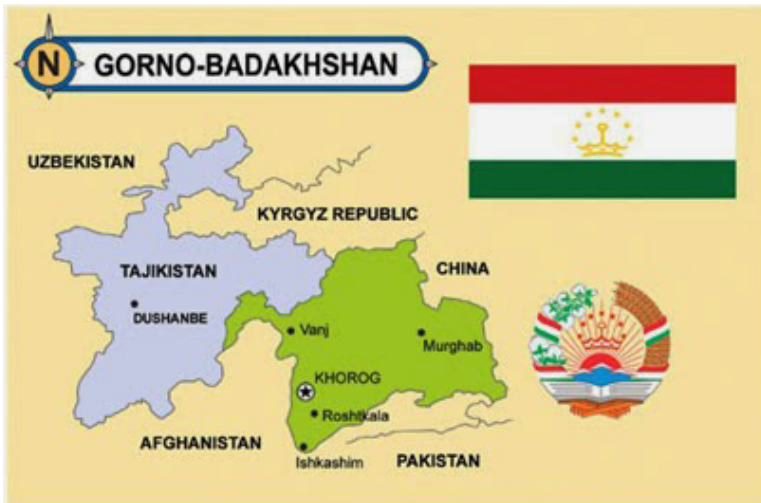 N GORNO-BADAKHSHAN
UZBEKISTAN
KYRGYZ REPUBLIC
TAJIKISTAN
CHINA
DUSHANBE
Vanj
Murghab
KHOROG
Roshtkala
AFGHANISTAN
Ishkashim
PAKISTAN